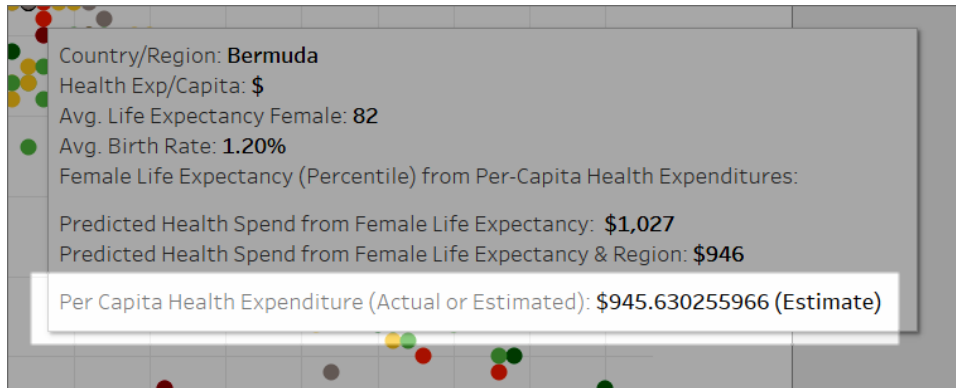 Country/Region: Bermuda
Health Exp/Capita: $
Avg. Life Expectancy Female: 82
Avg. Birth Rate: 1.20%
Female Life Expectancy (Percentile) from Per-Capita Health Expenditures:
Predicted Health Spend from Female Life Expectancy: $1,027
Predicted Health Spend from Female Life Expectancy & Region: $946
Per Capita Health Expenditure (Actual or Estimated): $945.630255966 (Estimate)